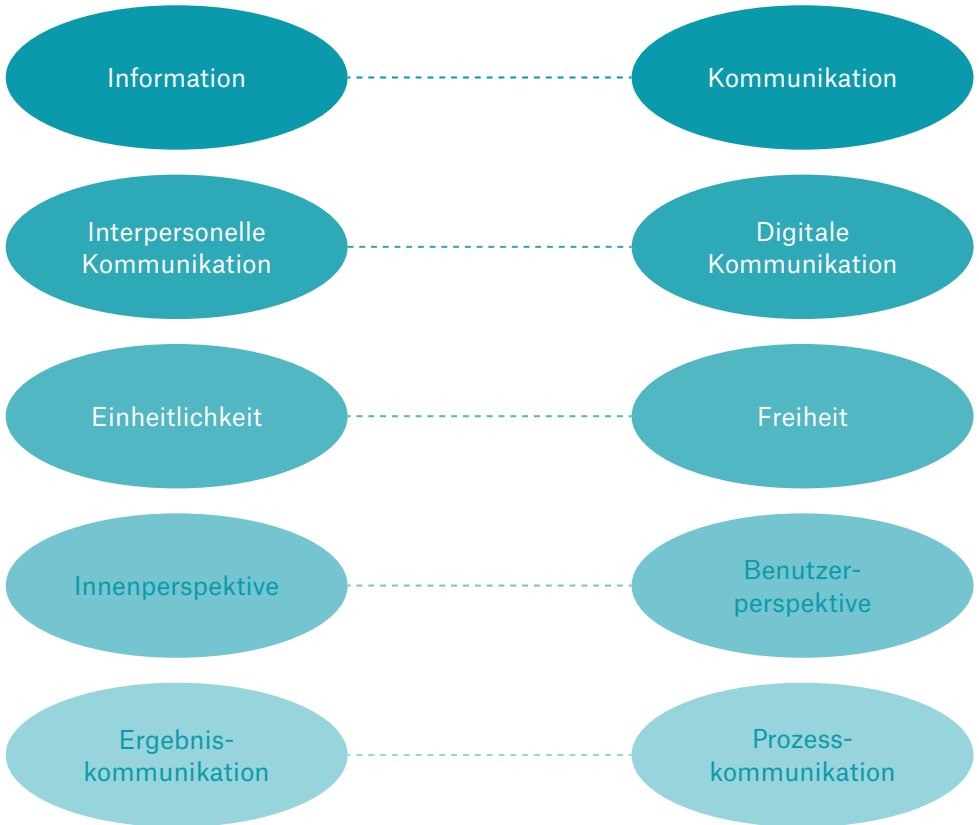 Information
Kommunikation
Interpersonelle
Kommunikation
Digitale
Kommunikation
Einheitlichkeit
Freiheit
Innenperspektive
Benutzer-
perspektive
Ergebnis-
kommunikation
Prozess-
kommunikation